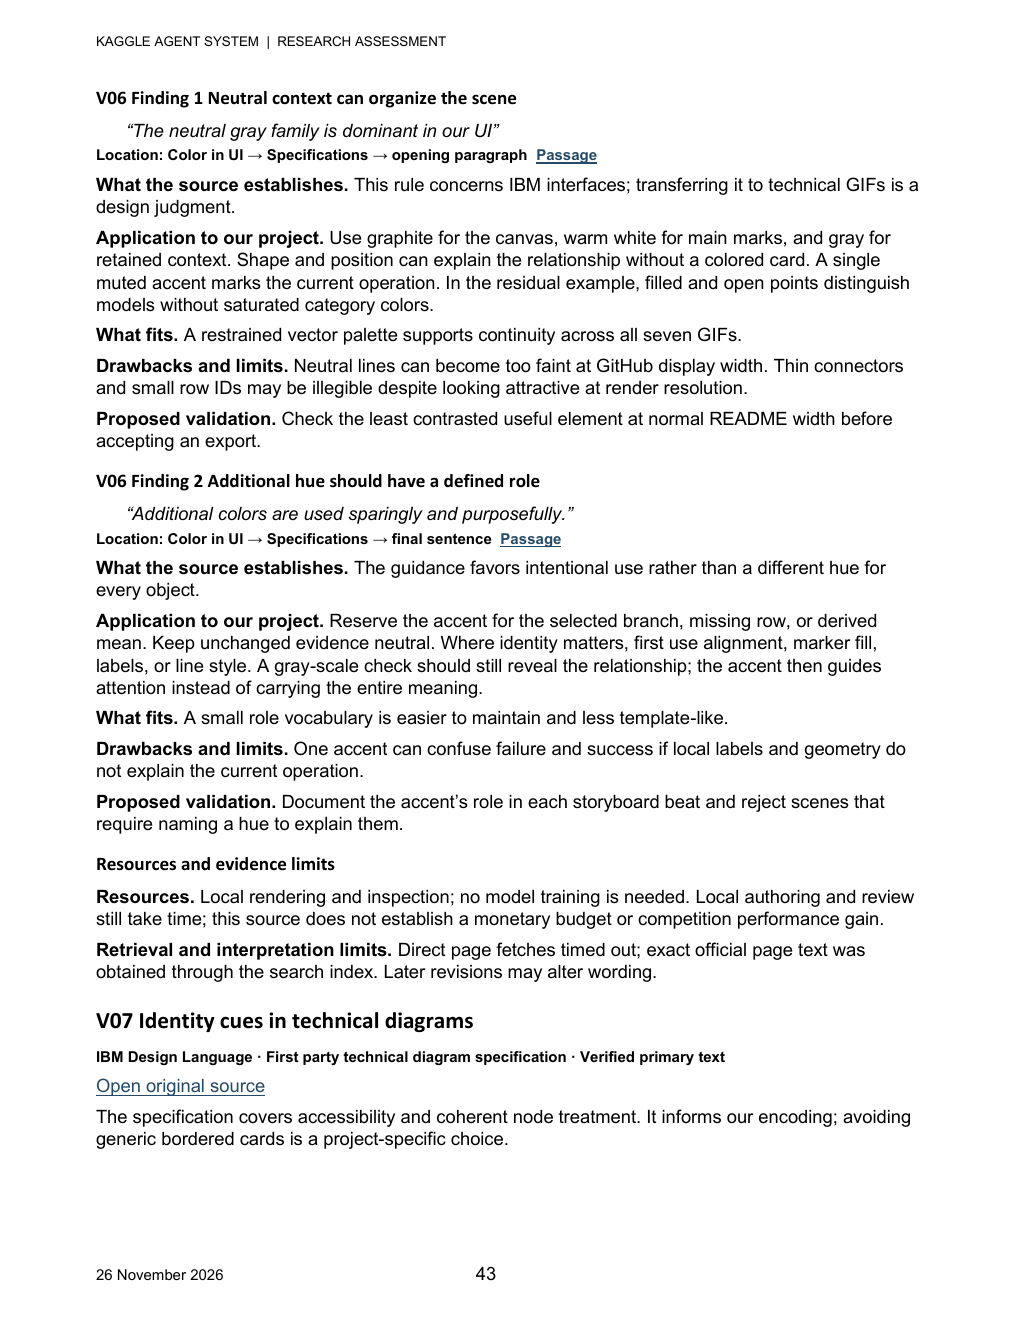 KAGGLE AGENT SYSTEM | RESEARCH ASSESSMENT
V06 Finding 1 Neutral context can organize the scene
“The neutral gray family is dominant in our UI”
Location: Color in UI → Specifications → opening paragraph Passage
What the source establishes. This rule concerns IBM interfaces; transferring it to technical GIFs is a
design judgment.
Application to our project. Use graphite for the canvas, warm white for main marks, and gray for
retained context. Shape and position can explain the relationship without a colored card. A single
muted accent marks the current operation. In the residual example, filled and open points distinguish
models without saturated category colors.
What fits. A restrained vector palette supports continuity across all seven GIFs.
Drawbacks and limits. Neutral lines can become too faint at GitHub display width. Thin connectors
and small row IDs may be illegible despite looking attractive at render resolution.
Proposed validation. Check the least contrasted useful element at normal README width before
accepting an export.
V06 Finding 2 Additional hue should have a defined role
“Additional colors are used sparingly and purposefully.”
Location: Color in UI → Specifications → final sentence Passage
What the source establishes. The guidance favors intentional use rather than a different hue for
every object.
Application to our project. Reserve the accent for the selected branch, missing row, or derived
mean. Keep unchanged evidence neutral. Where identity matters, first use alignment, marker fill,
labels, or line style. A gray-scale check should still reveal the relationship; the accent then guides
attention instead of carrying the entire meaning.
What fits. A small role vocabulary is easier to maintain and less template-like.
Drawbacks and limits. One accent can confuse failure and success if local labels and geometry do
not explain the current operation.
Proposed validation. Document the accent’s role in each storyboard beat and reject scenes that
require naming a hue to explain them.
Resources and evidence limits
Resources. Local rendering and inspection; no model training is needed. Local authoring and review
still take time; this source does not establish a monetary budget or competition performance gain.
Retrieval and interpretation limits. Direct page fetches timed out; exact official page text was
obtained through the search index. Later revisions may alter wording.
V07 Identity cues in technical diagrams
IBM Design Language · First party technical diagram specification · Verified primary text
Open original source
The specification covers accessibility and coherent node treatment. It informs our encoding; avoiding
generic bordered cards is a project-specific choice.
26 November 2026
43